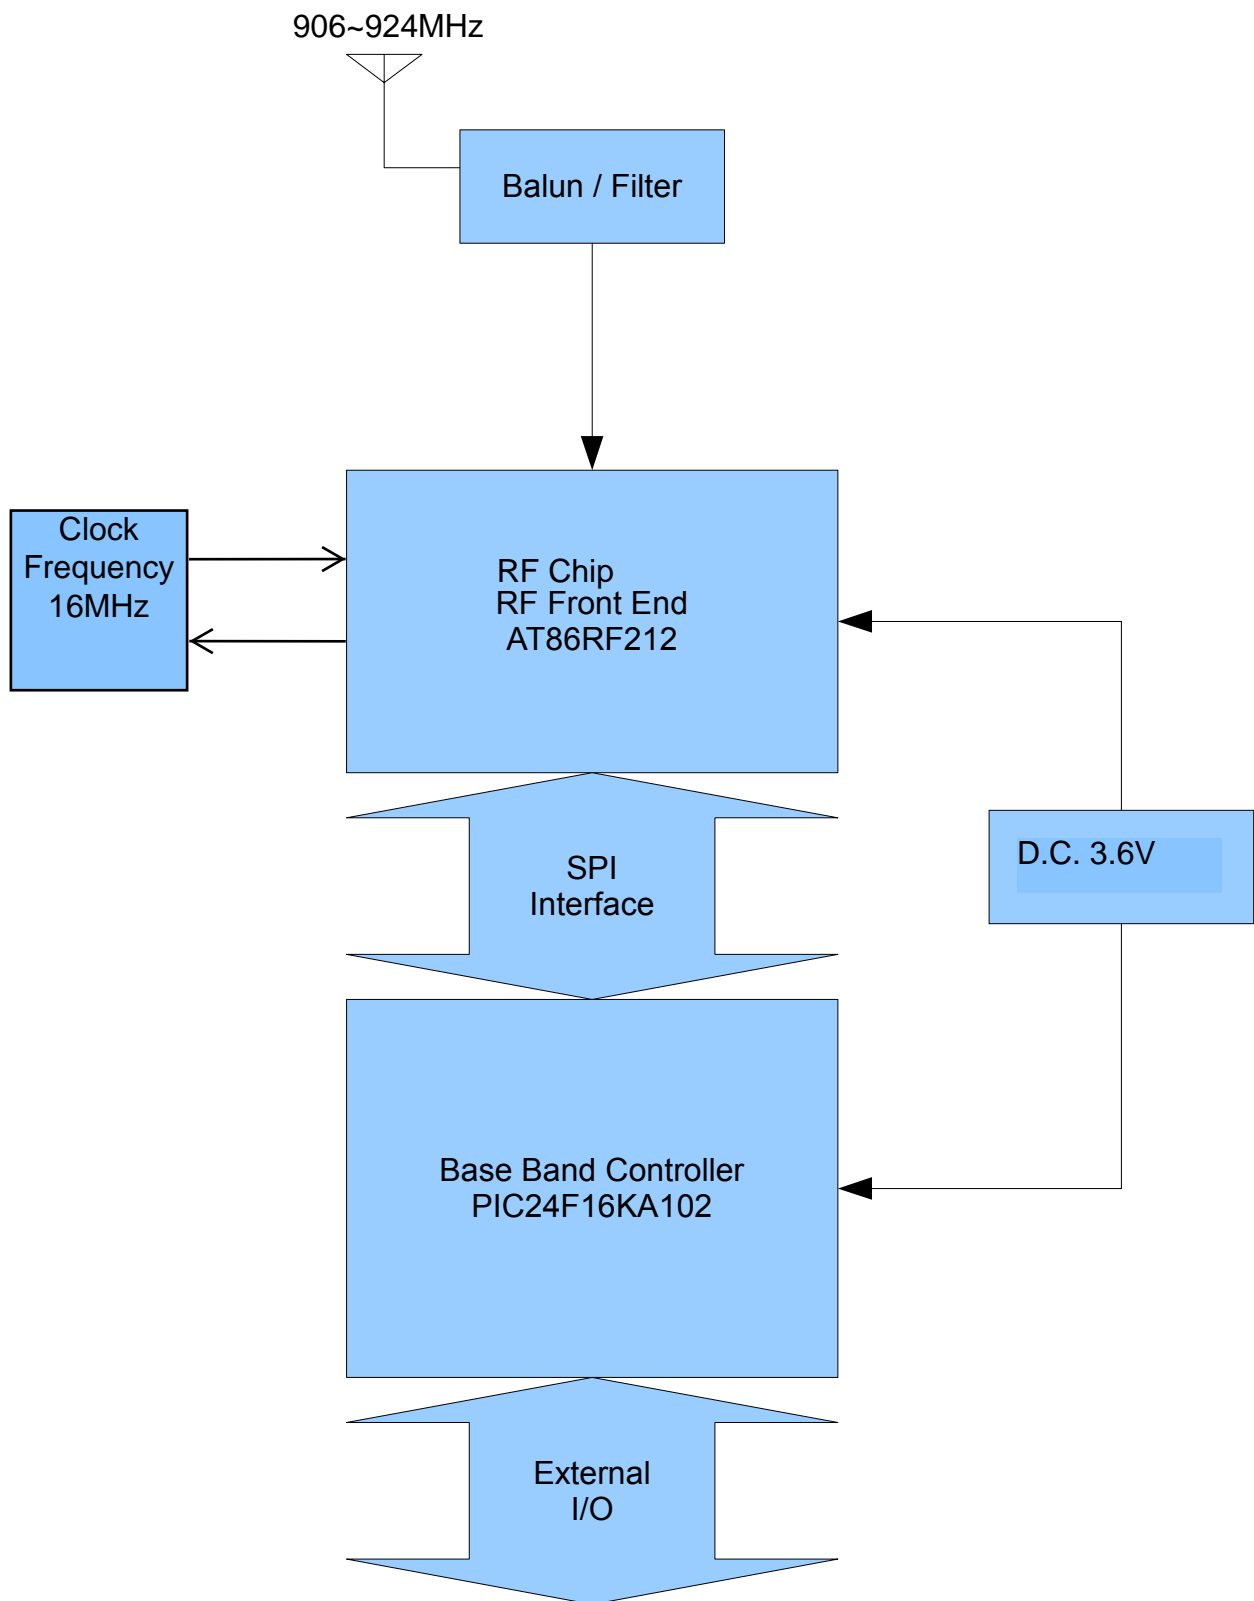 906~924MHz
Balun / Filter
Clock
Frequency
16MHz
RF Chip
RF Front End
AT86RF212
SPI
Interface
D.C. 3.6V
Base Band Controller
PIC24F16KA102
External
I/O